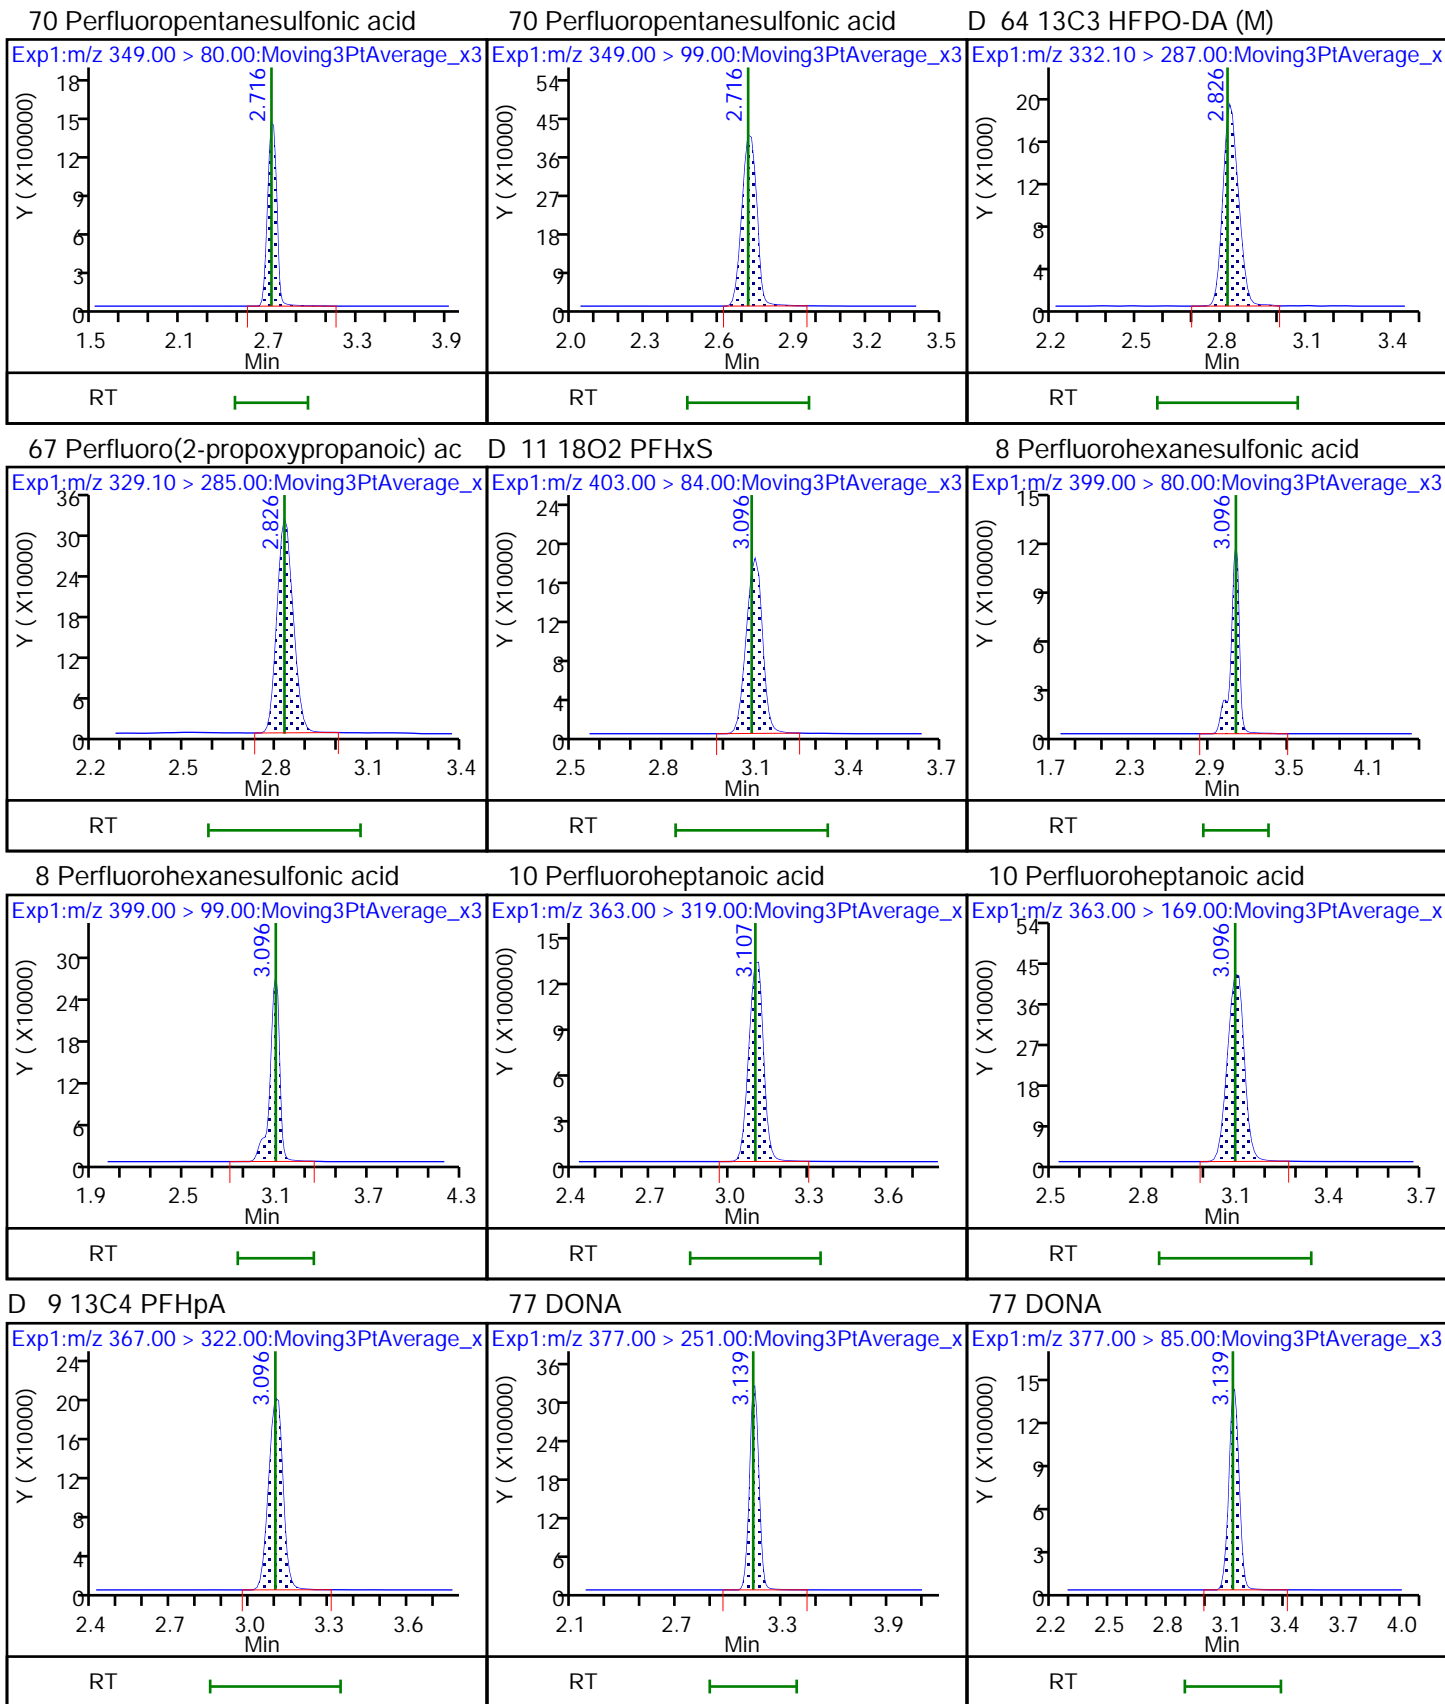 70 Perfluoropentanesulfonic acid
Exp1:m/z 349.00 > 80.00:Moving3PtAverage_x3
Y ( X100000)
18
15
12
9
6
3
0
2.716
1.5 2.1 2.7 3.3 3.9
Min
RT
70 Perfluoropentanesulfonic acid
Exp1:m/z 349.00 > 99.00:Moving3PtAverage_x3
Y ( X10000)
54
45
36
27
18
9
0
2.716
2.0 2.3 2.6 2.9 3.2 3.5
Min
RT
D 64 13C3 HFPO-DA (M)
Exp1:m/z 332.10 > 287.00:Moving3PtAverage_x
Y ( X1000)
20
16
12
8
4
0
2.826
2.2 2.5 2.8 3.1 3.4
Min
RT
67 Perfluoro(2-propoxypropanoic) ac
Exp1:m/z 329.10 > 285.00:Moving3PtAverage_x
Y ( X10000)
36
30
24
18
12
6
0
2.826
2.2 2.5 2.8 3.1 3.4
Min
RT
D 11 18O2 PFHxS
Exp1:m/z 403.00 > 84.00:Moving3PtAverage_x3
Y ( X100000)
24
20
16
12
8
4
0
3.096
2.5 2.8 3.1 3.4 3.7
Min
RT
8 Perfluorohexanesulfonic acid
Exp1:m/z 399.00 > 80.00:Moving3PtAverage_x3
Y ( X100000)
15
12
9
6
3
0
3.096
1.7 2.3 2.9 3.5 4.1
Min
RT
8 Perfluorohexanesulfonic acid
Exp1:m/z 399.00 > 99.00:Moving3PtAverage_x3
Y ( X10000)
30
24
18
12
6
0
3.096
1.9 2.5 3.1 3.7 4.3
Min
RT
10 Perfluoroheptanoic acid
Exp1:m/z 363.00 > 319.00:Moving3PtAverage_x
Y ( X100000)
15
12
9
6
3
0
3.107
2.4 2.7 3.0 3.3 3.6
Min
RT
10 Perfluoroheptanoic acid
Exp1:m/z 363.00 > 169.00:Moving3PtAverage_x
Y ( X10000)
54
45
36
27
18
9
0
3.096
2.5 2.8 3.1 3.4 3.7
Min
RT
D 9 13C4 PFHpA
Exp1:m/z 367.00 > 322.00:Moving3PtAverage_x
Y ( X100000)
24
20
16
12
8
4
0
3.096
2.4 2.7 3.0 3.3 3.6
Min
RT
77 DONA
Exp1:m/z 377.00 > 251.00:Moving3PtAverage_x
Y ( X100000)
36
30
24
18
12
6
0
3.139
2.1 2.7 3.3 3.9
Min
RT
77 DONA
Exp1:m/z 377.00 > 85.00:Moving3PtAverage_x3
Y ( X100000)
15
12
9
6
3
0
3.139
2.2 2.5 2.8 3.1 3.4 3.7 4.0
Min
RT